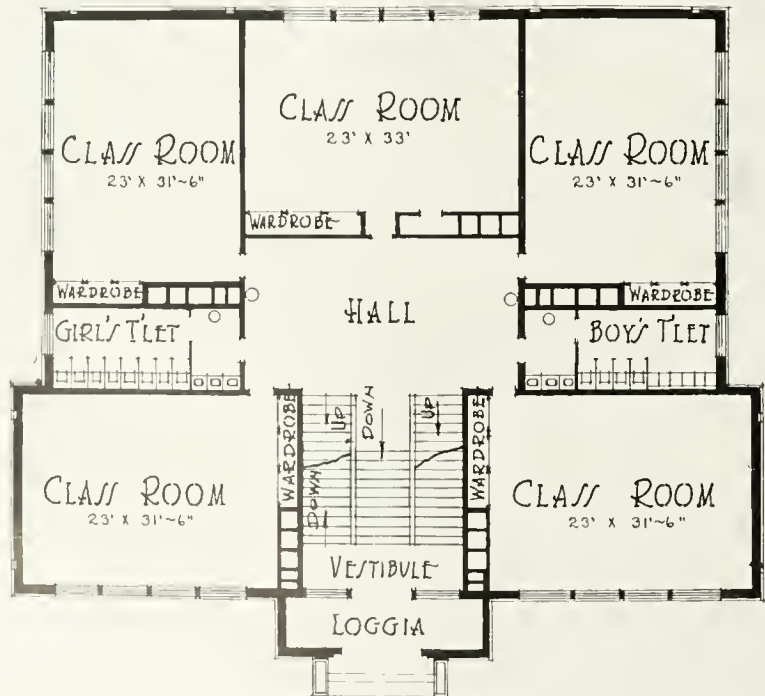 CLASS ROOM
23' X 31'~6"
CLASS ROOM
23' X 33'
CLASS ROOM
23' X 31'~6"
WARDROBE
WARDROBE
WARDROBE
HALL
GIRL'S T'LET
BOY'S T'LET
WARDROBE
UP
DOWN
UP
WARDROBE
DOWN
CLASS ROOM
23' X 31'~6"
CLASS ROOM
23' X 31'~6"
VESTIBULE
LOGGIA